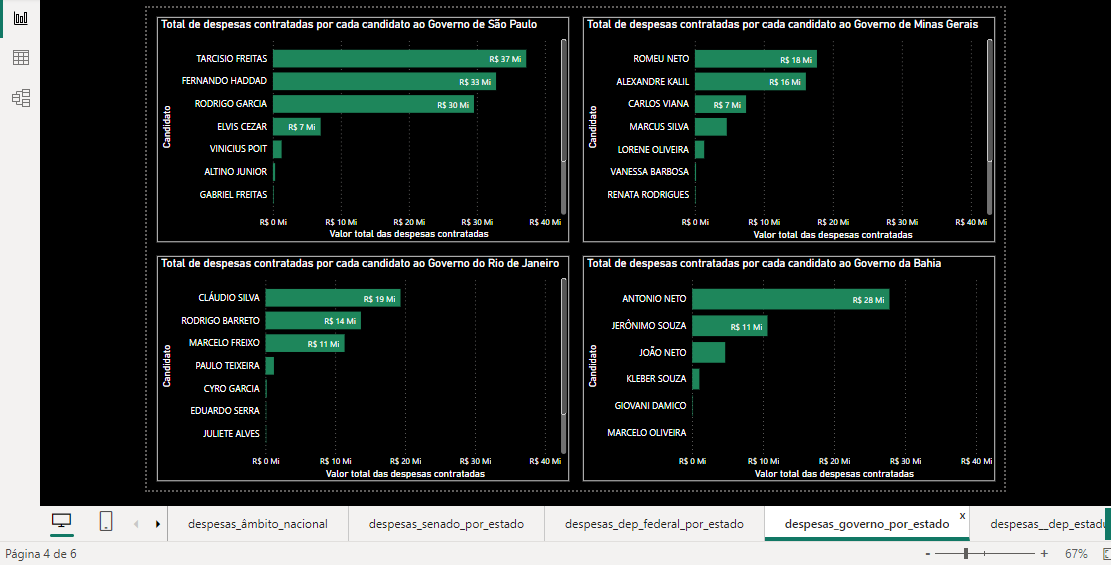 Total de despesas contratadas por cada candidato ao Governo de São Paulo
Candidato
TARCISIO FREITAS
R$ 37 Mi
FERNANDO HADDAD
R$ 33 Mi
RODRIGO GARCIA
R$ 30 Mi
ELVIS CEZAR
R$ 7 Mi
VINICIUS POIT
ALTINO JUNIOR
GABRIEL FREITAS
R$ 0 Mi R$ 10 Mi R$ 20 Mi R$ 30 Mi R$ 40 Mi
Valor total das despesas contratadas
Total de despesas contratadas por cada candidato ao Governo de Minas Gerais
Candidato
ROMEU NETO
R$ 18 Mi
ALEXANDRE KALIL
R$ 16 Mi
CARLOS VIANA
R$ 7 Mi
MARCUS SILVA
LORENE OLIVEIRA
VANESSA BARBOSA
RENATA RODRIGUES
R$ 0 Mi R$ 10 Mi R$ 20 Mi R$ 30 Mi R$ 40 Mi
Valor total das despesas contratadas
Total de despesas contratadas por cada candidato ao Governo do Rio de Janeiro
Candidato
CLÁUDIO SILVA
R$ 19 Mi
RODRIGO BARRETO
R$ 14 Mi
MARCELO FREIXO
R$ 11 Mi
PAULO TEIXEIRA
CYRO GARCIA
EDUARDO SERRA
JULIETE ALVES
R$ 0 Mi R$ 10 Mi R$ 20 Mi R$ 30 Mi R$ 40 Mi
Valor total das despesas contratadas
Total de despesas contratadas por cada candidato ao Governo da Bahia
Candidato
ANTONIO NETO
R$ 28 Mi
JERÔNIMO SOUZA
R$ 11 Mi
JOÃO NETO
KLEBER SOUZA
GIOVANI DAMICO
MARCELO OLIVEIRA
R$ 0 Mi R$ 10 Mi R$ 20 Mi R$ 30 Mi R$ 40 Mi
Valor total das despesas contratadas
despesas_âmbito_nacional despesas_senado_por_estado despesas_dep_federal_por_estado despesas_governo_por_estado x despesas__dep_estadu
Página 4 de 6 - + 67%